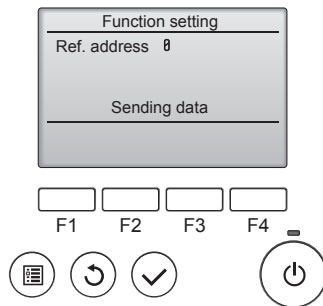 Function setting
Ref. address 0
Sending data
F1 F2 F3 F4